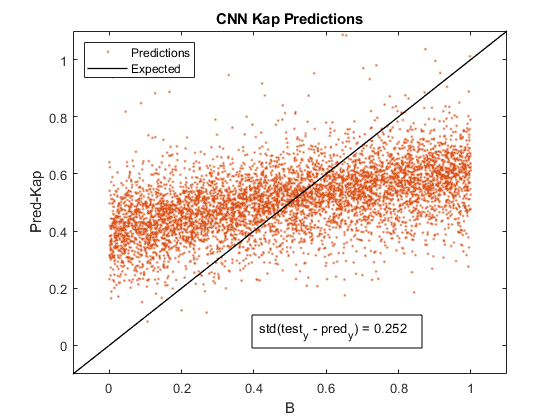 CNN Kap Predictions
Predictions
Expected
Pred-Kap
1
0.8
0.6
0.4
0.2
0
std(test_y - pred_y) = 0.252
0 0.2 0.4 0.6 0.8 1
B